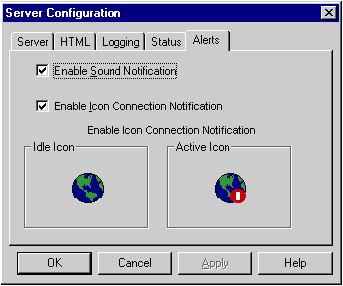 Server Configuration
Server HTML Logging Status Alerts
Enable Sound Notification
Enable Icon Connection Notification
Enable Icon Connection Notification
Idle Icon Active Icon
OK Cancel Apply Help